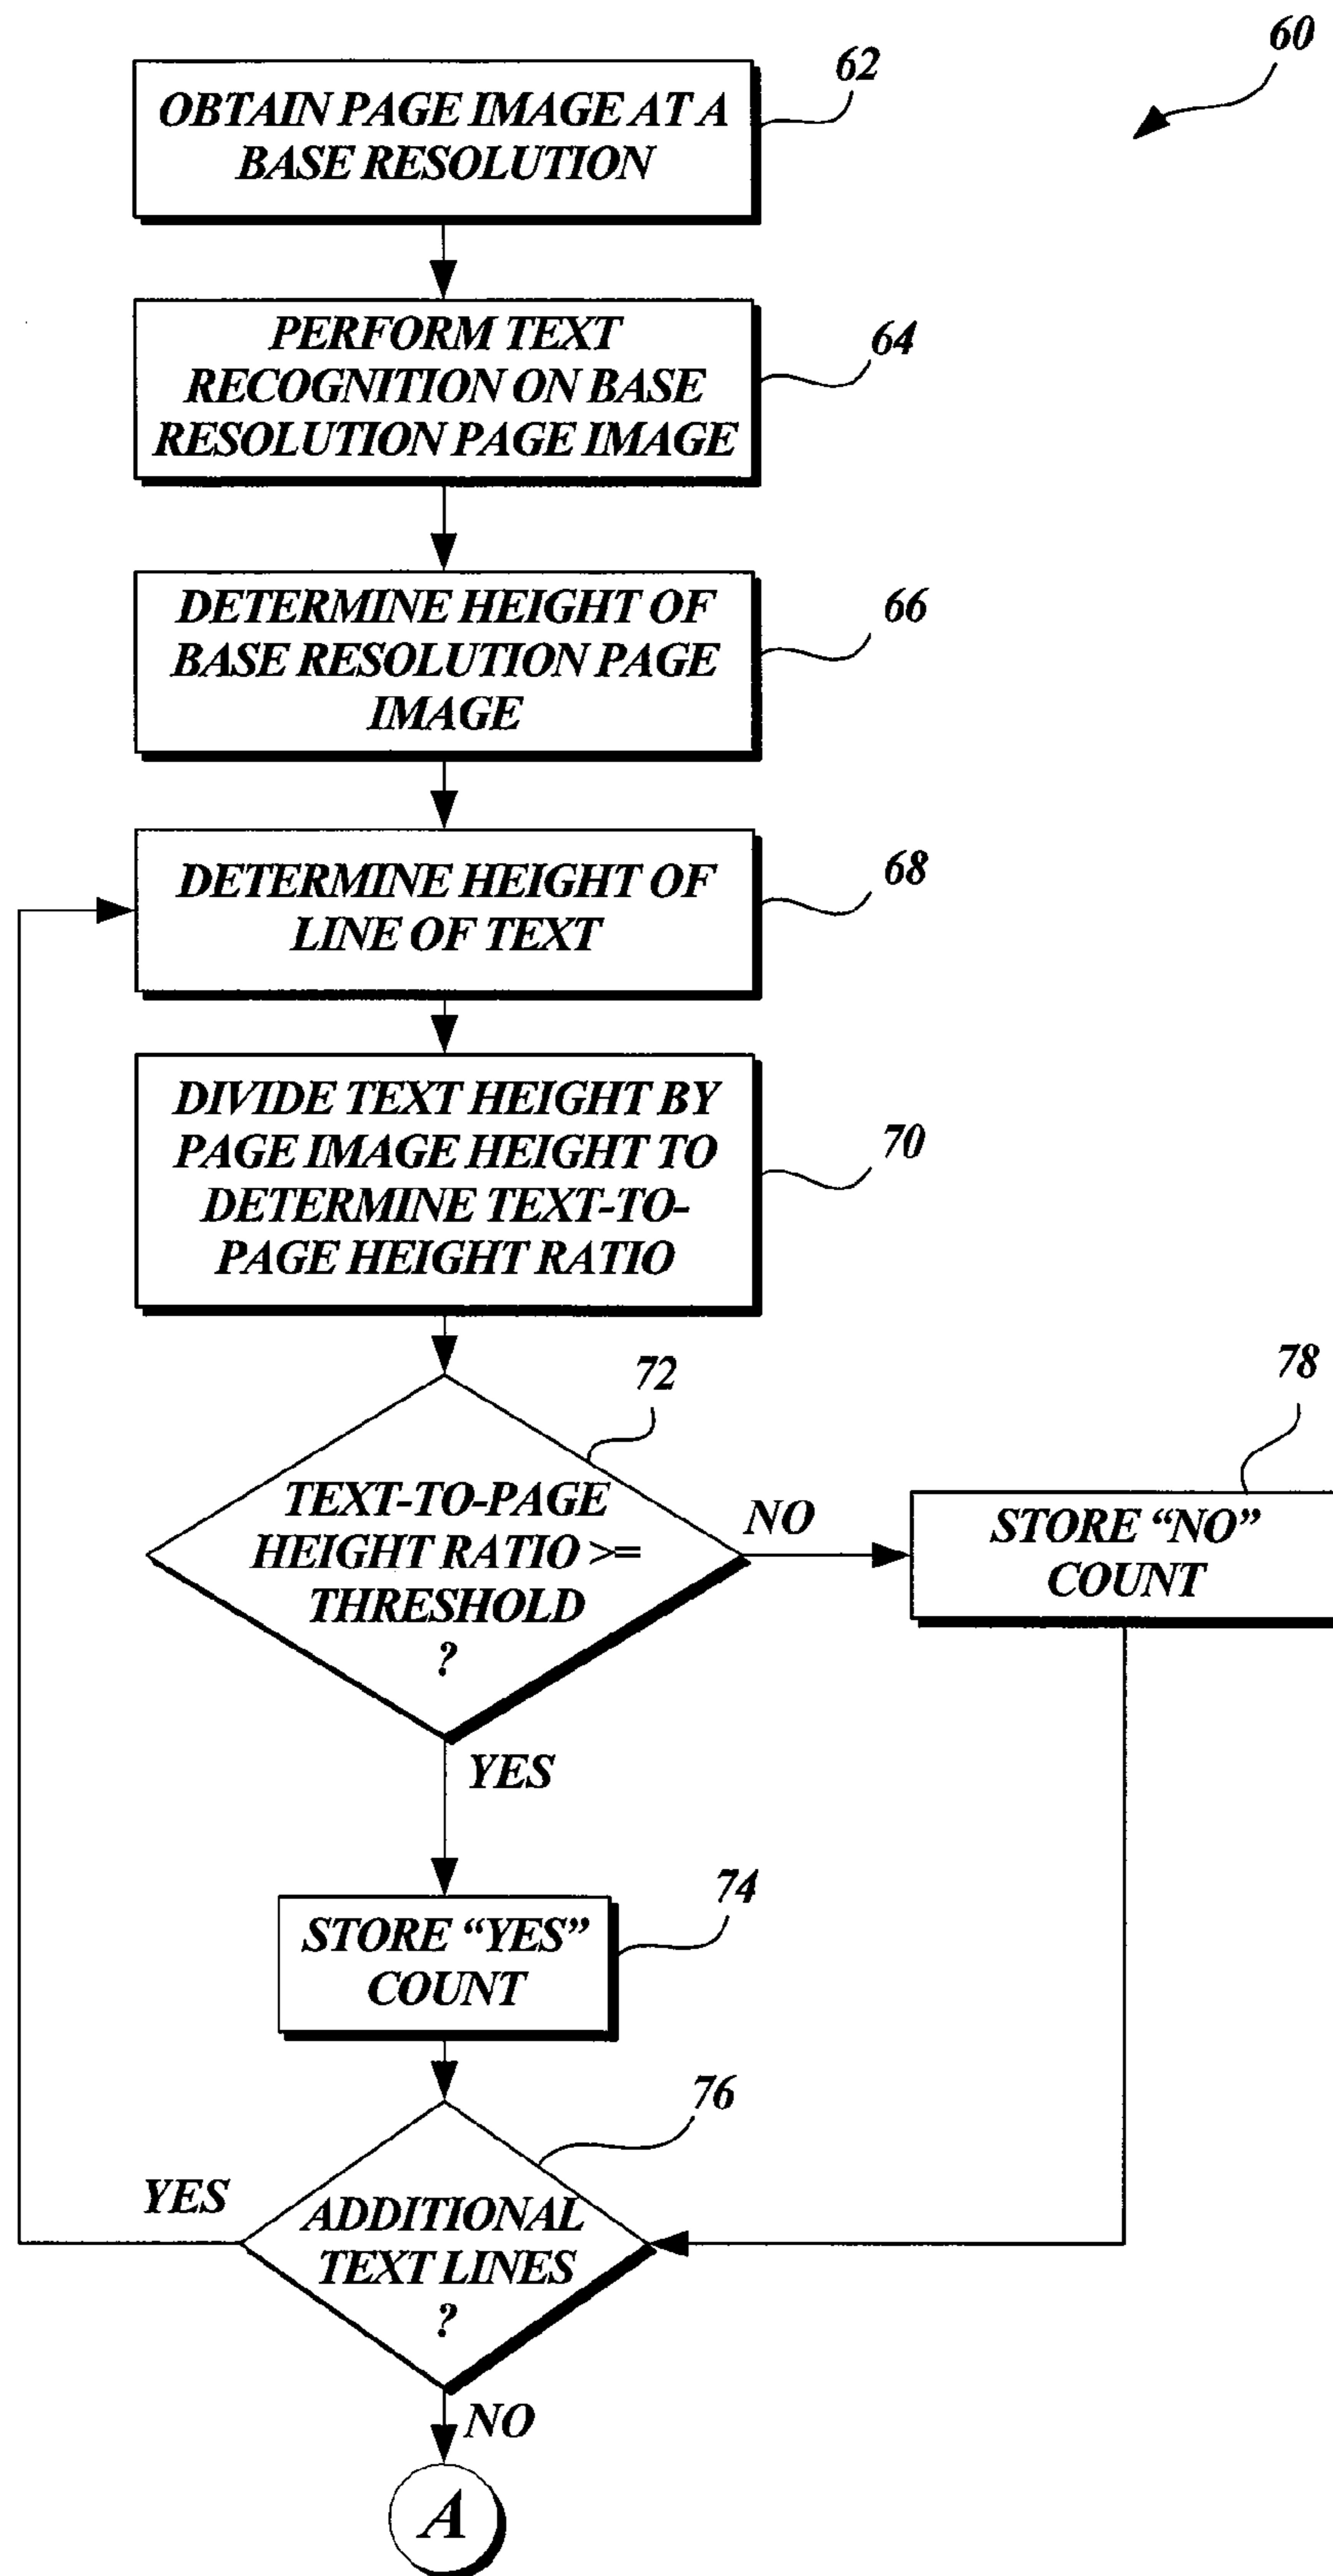 60
62
OBTAIN PAGE IMAGE AT A
BASE RESOLUTION
64
PERFORM TEXT
RECOGNITION ON BASE
RESOLUTION PAGE IMAGE
66
DETERMINE HEIGHT OF
BASE RESOLUTION PAGE
IMAGE
68
DETERMINE HEIGHT OF
LINE OF TEXT
70
DIVIDE TEXT HEIGHT BY
PAGE IMAGE HEIGHT TO
DETERMINE TEXT-TO-
PAGE HEIGHT RATIO
72
TEXT-TO-PAGE
HEIGHT RATIO >=
THRESHOLD
?
NO
78
STORE “NO”
COUNT
YES
74
STORE “YES”
COUNT
76
YES
ADDITIONAL
TEXT LINES
?
NO
A